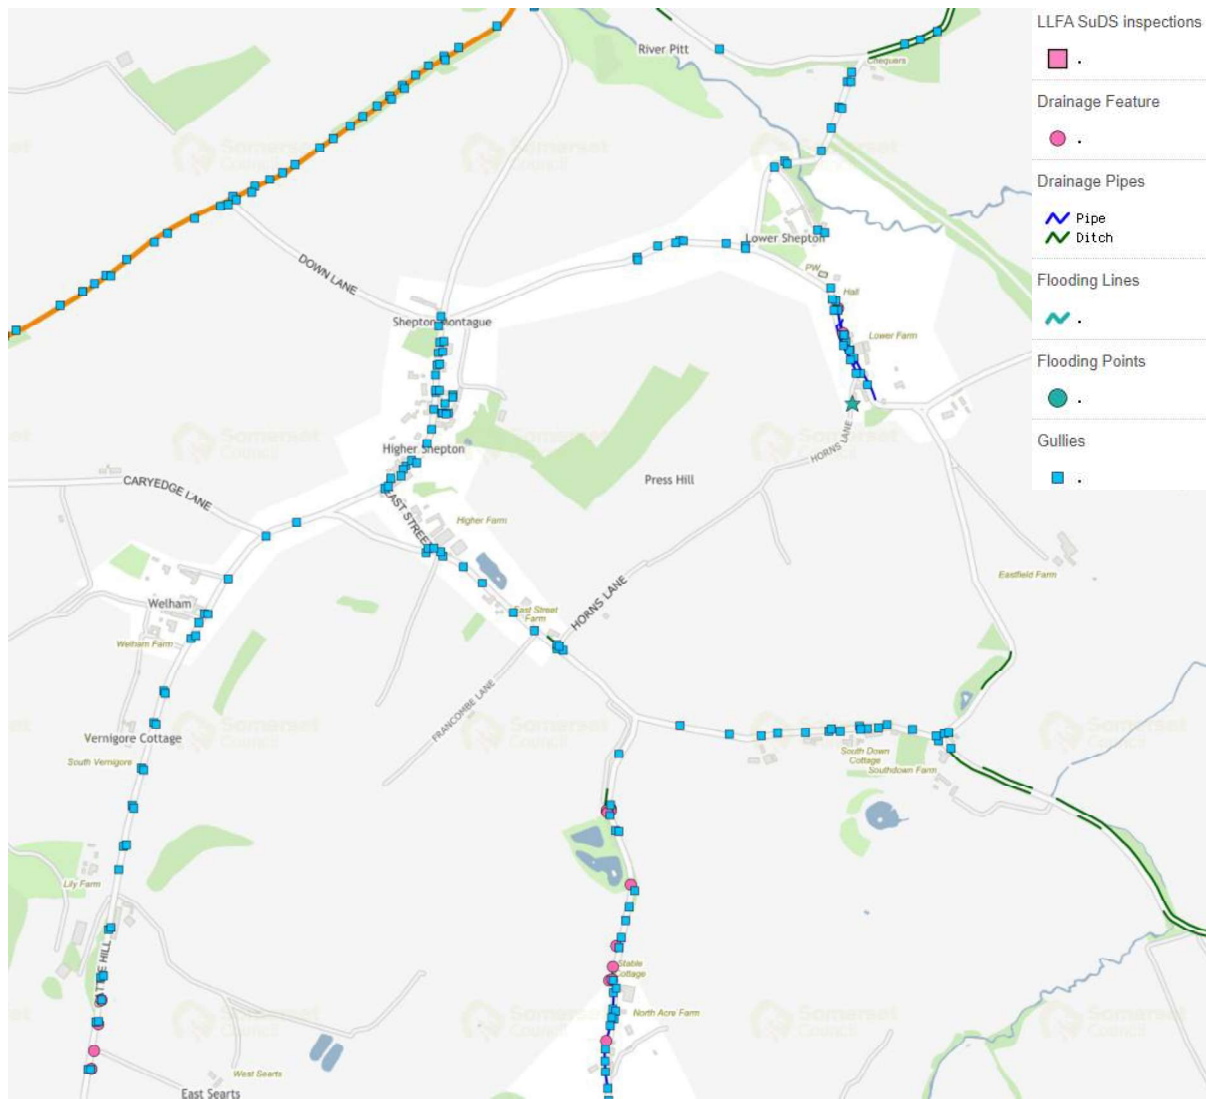 LLFA SuDS inspections
.
Drainage Feature
.
Drainage Pipes
Pipe
Ditch
Flooding Lines
.
Flooding Points
.
Gullies
.
River Pitt
Chequers
Somerset
Council
Lower Shepton
PW
Hall
DOWN LANE
Shepton Montague
Lower Farm
HORNS LANE
Higher Shepton
Press Hill
CARYEDGE LANE
EAST STREET
Higher Farm
Eastfield Farm
Welham
HORNS LANE
East Street
Farm
Welham Farm
FRANCOMBE LANE
Vernigore Cottage
South Vernigore
South Down
Cottage
Southdown Farm
Lily Farm
HILL
Stable
Cottage
North Acre Farm
West Searts
East Searts